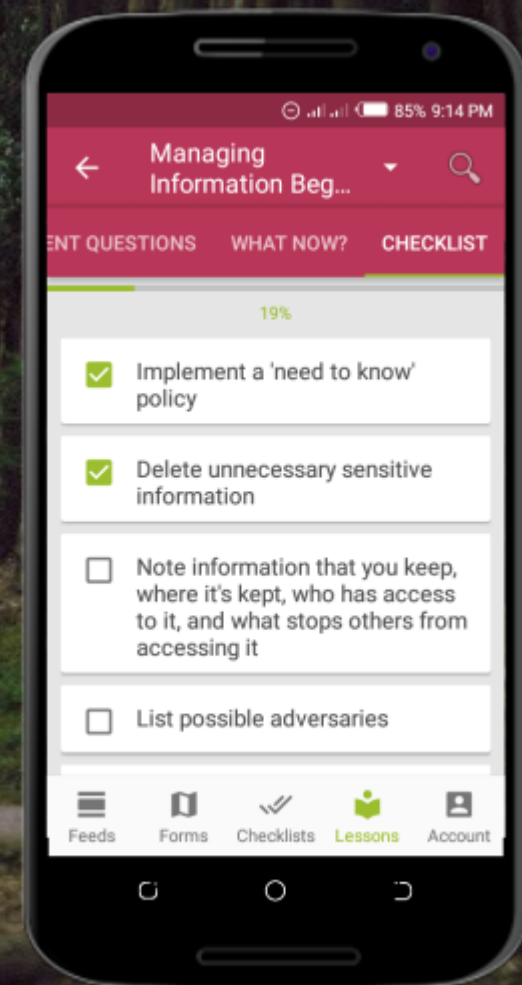 85% 9:14 PM
Managing
Information Beg...
ENT QUESTIONS WHAT NOW? CHECKLIST
19%
Implement a 'need to know'
policy
Delete unnecessary sensitive
information
Note information that you keep,
where it's kept, who has access
to it, and what stops others from
accessing it
List possible adversaries
Feeds Forms Checklists Lessons Account